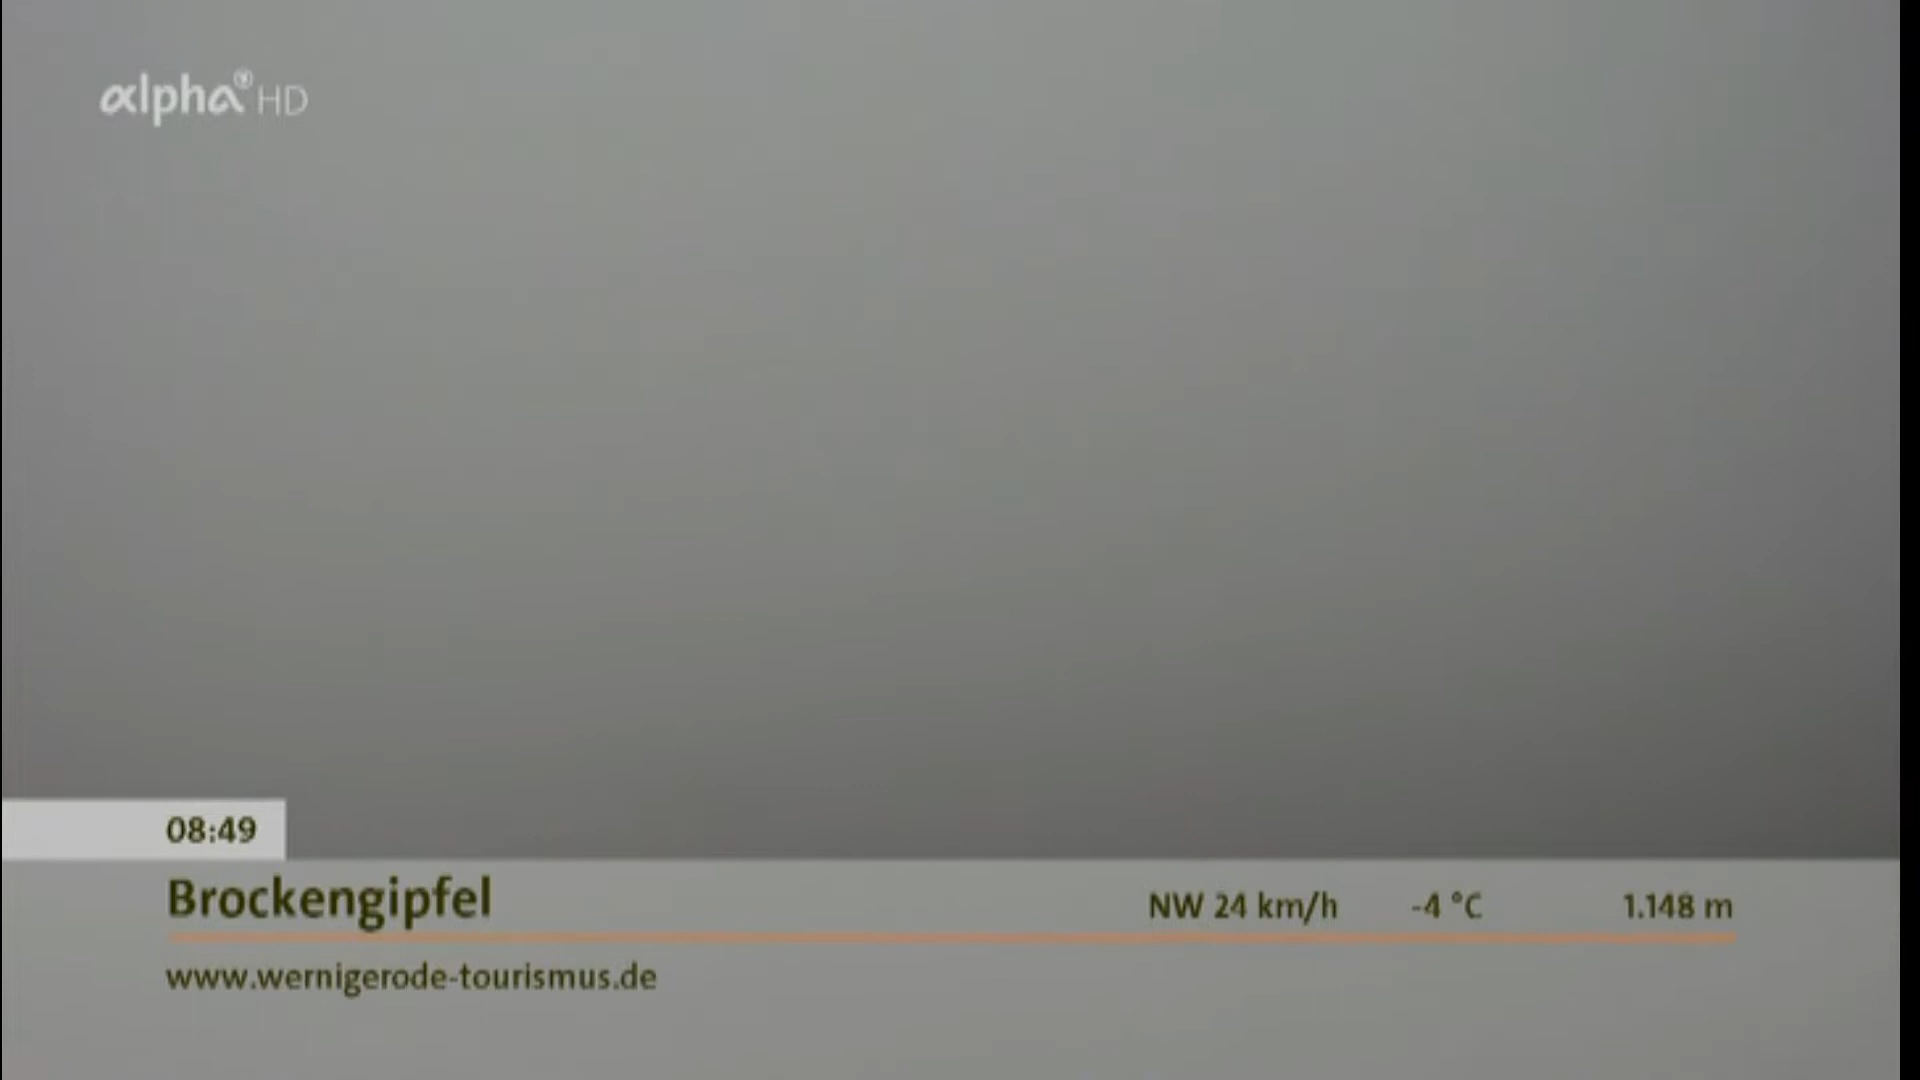 alpha HD
08:49
Brockengipfel NW 24 km/h -4 °C 1.148 m
www.wernigerode-tourismus.de